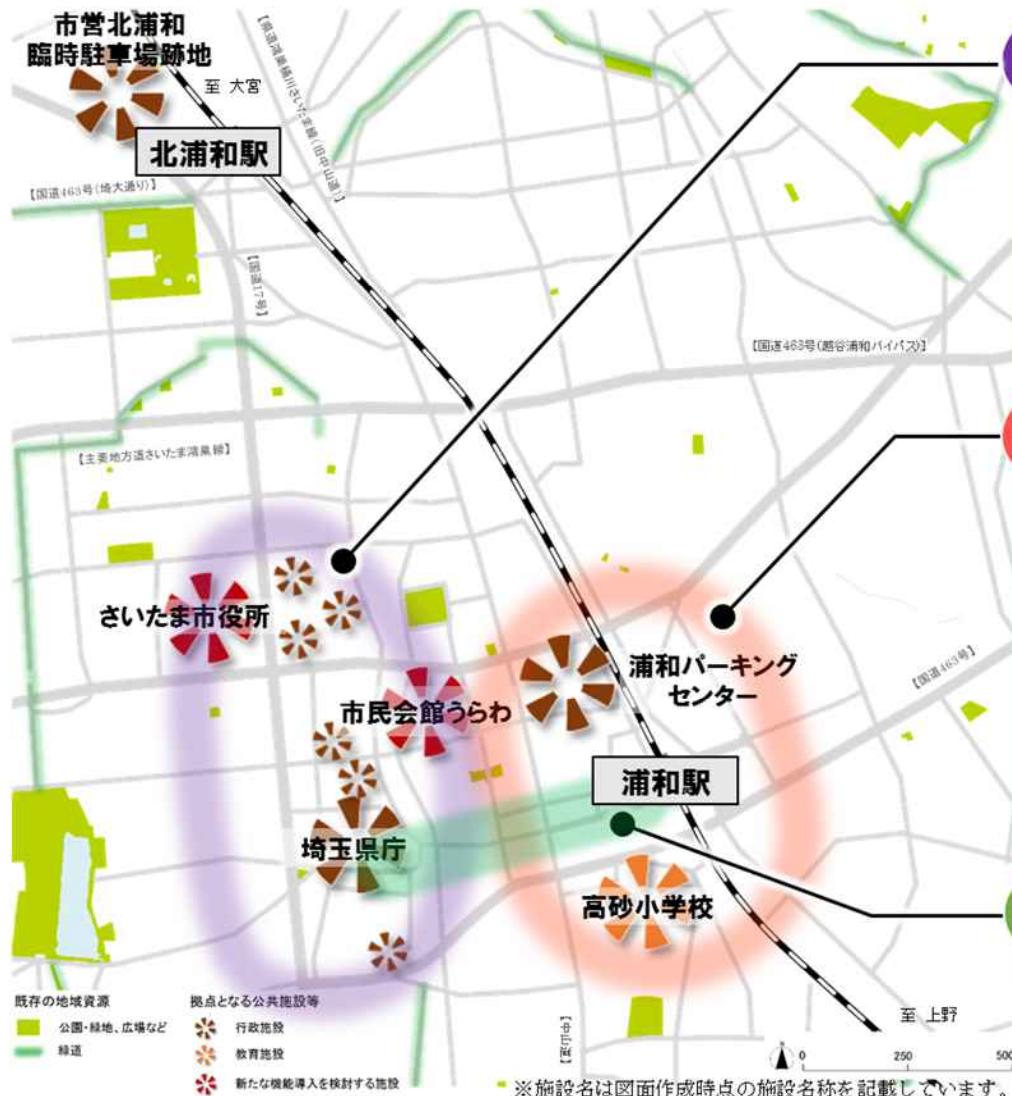 市営北浦和
臨時駐車場跡地
至 大宮
北浦和駅
【国道463号(埼大通り)】
【国道17号】
【国道463号(越谷浦和バイパス)】
【主要地方道さいたま鴻巣線】
さいたま市役所
市民会館うらわ
浦和パーキング
センター
【国道463号】
浦和駅
埼玉県庁
高砂小学校
至 上野
既存の地域資源
公園・緑地、広場など
緑道
拠点となる公共施設等
行政施設
教育施設
新たな機能導入を検討する施設
【中山道】
N
0 250 500
※施設名は図面作成時点の施設名称を記載しています。